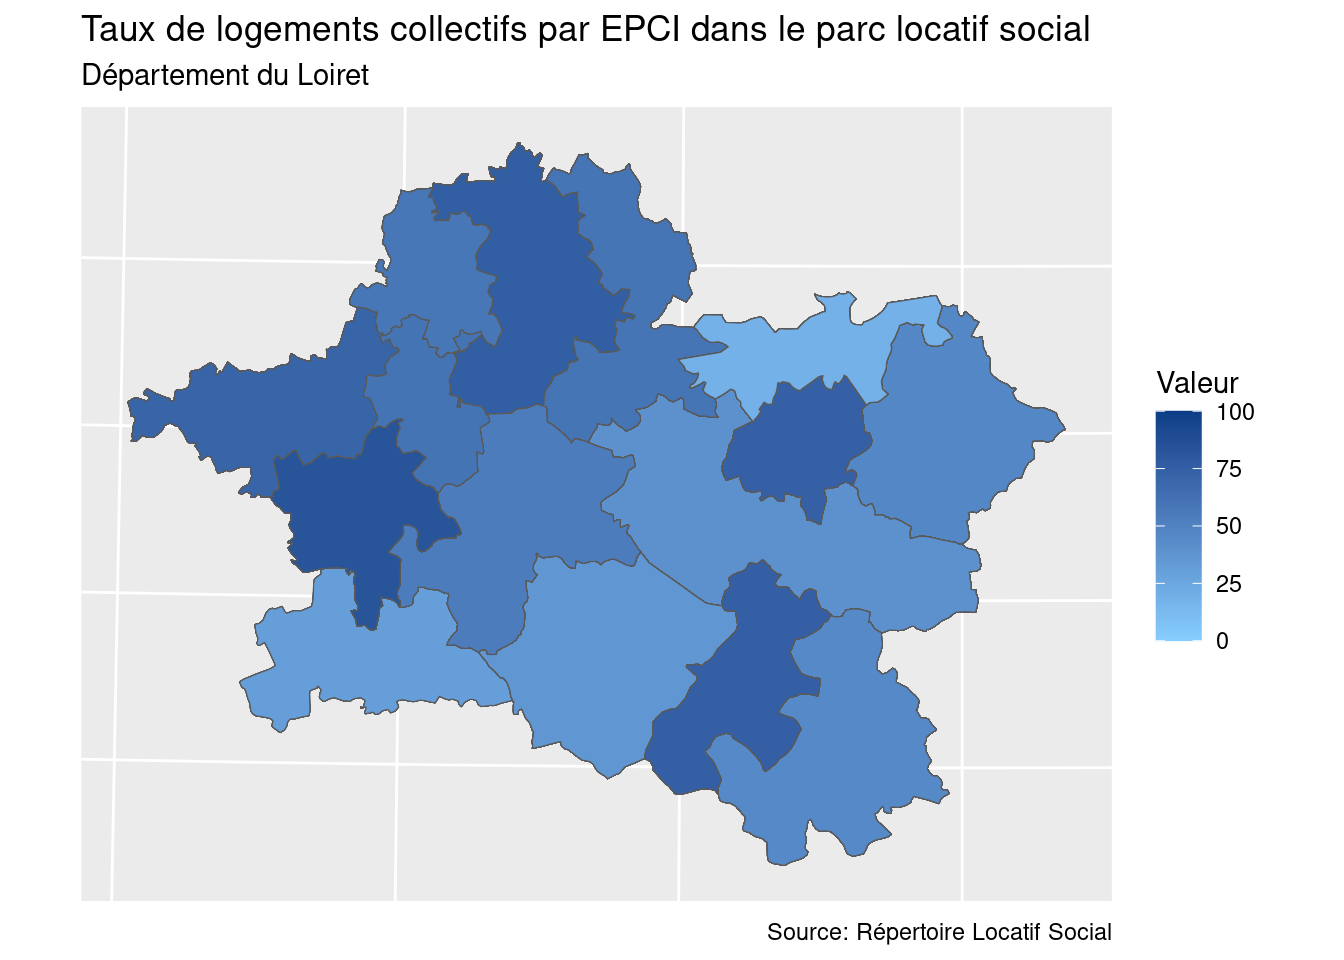 Taux de logements collectifs par EPCI dans le parc locatif social
Département du Loiret
Valeur
100
75
50
25
0
Source: Répertoire Locatif Social